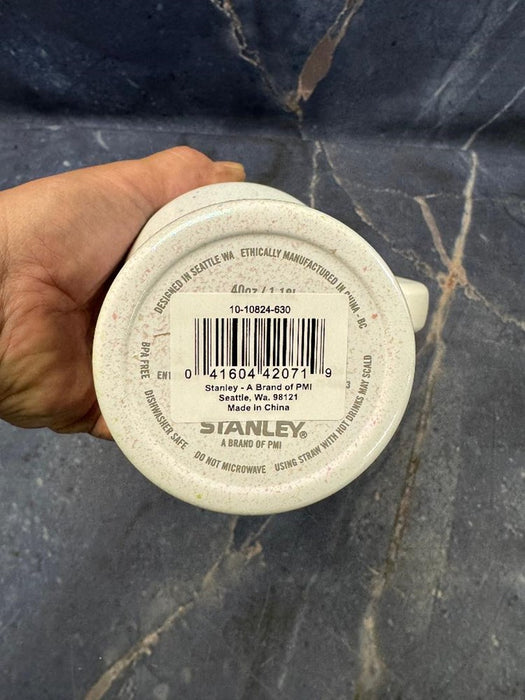 DESIGNED IN SEATTLE WA ETHICALLY MANUFACTURED IN CHINA - BC
40oz / 1.18L
10-10824-630
0 41604 42071 9
Stanley - A Brand of PMI
Seattle, Wa. 98121
Made in China
STANLEY®
A BRAND OF PMI
BPA FREE
DISHWASHER SAFE
DO NOT MICROWAVE
USING STRAW WITH HOT DRINKS MAY SCALD